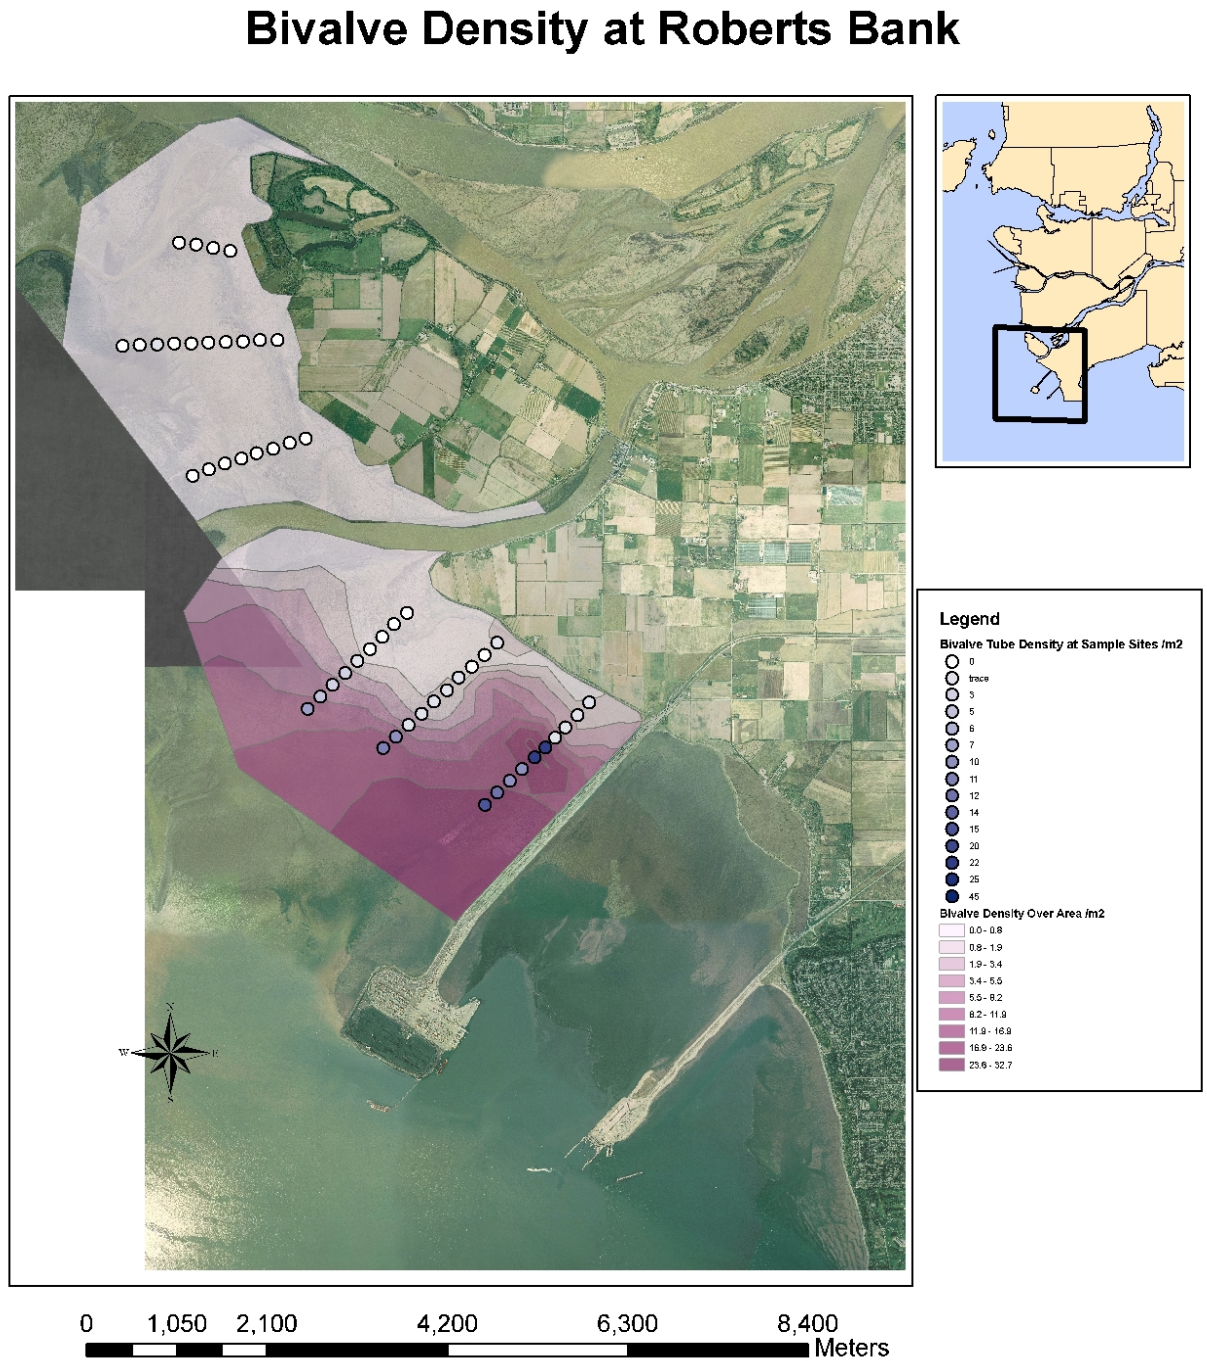 Bivalve Density at Roberts Bank
Legend
Bivalve Tube Density at Sample Sites /m2
0
trace
3
5
6
7
10
11
12
14
15
20
22
25
45
Bivalve Density Over Area /m2
0.0 - 0.8
0.8 - 1.9
1.9 - 3.4
3.4 - 5.5
5.5 - 8.2
8.2 - 11.9
11.9 - 16.9
16.9 - 23.6
23.6 - 32.7
N
W E
S
0 1,050 2,100 4,200 6,300 8,400
Meters